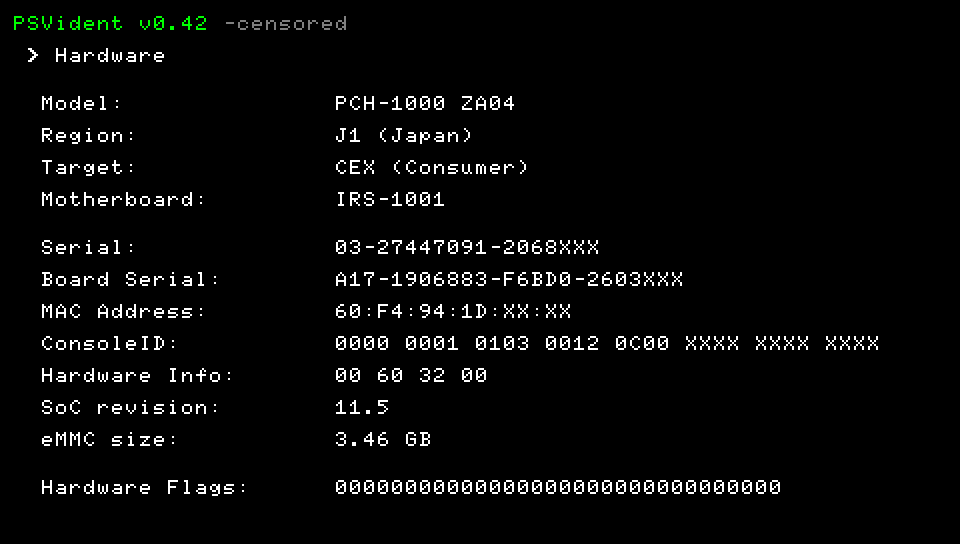 PSVident v0.42 -censored
> Hardware
Model: PCH-1000 ZA04
Region: J1 (Japan)
Target: CEX (Consumer)
Motherboard: IRS-1001
Serial: 03-27447091-2068XXX
Board Serial: A17-1906883-F6BD0-2603XXX
MAC Address: 60:F4:94:1D:XX:XX
ConsoleID: 0000 0001 0103 0012 0C00 XXXX XXXX XXXX
Hardware Info: 00 60 32 00
SoC revision: 11.5
eMMC size: 3.46 GB
Hardware Flags: 00000000000000000000000000000000